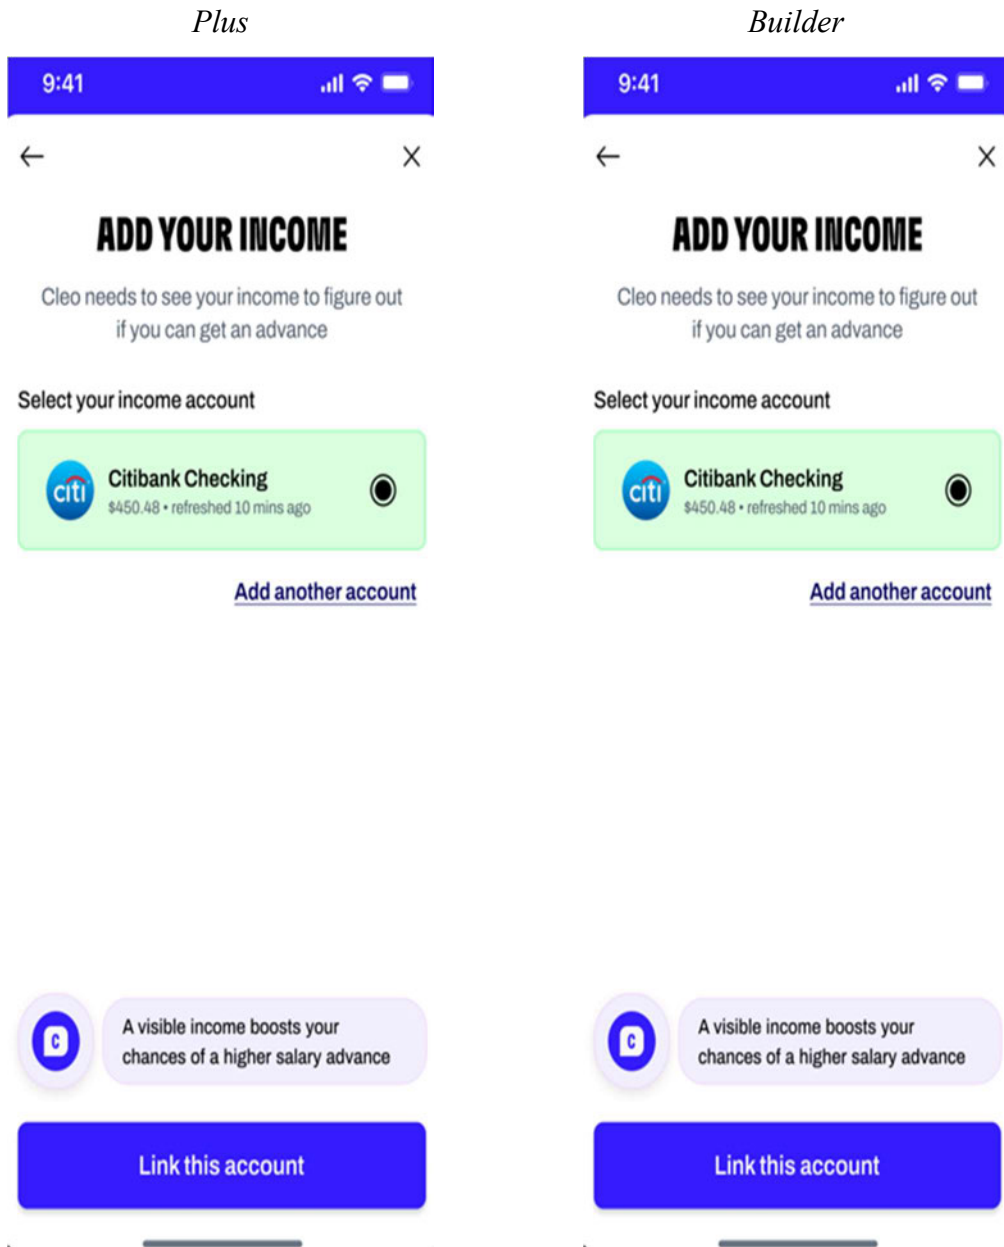 Plus
9:41
ADD YOUR INCOME
Cleo needs to see your income to figure out
if you can get an advance
Select your income account
citi
Citibank Checking
$450.48 • refreshed 10 mins ago
Add another account
C
A visible income boosts your
chances of a higher salary advance
Link this account
Builder
9:41
ADD YOUR INCOME
Cleo needs to see your income to figure out
if you can get an advance
Select your income account
citi
Citibank Checking
$450.48 • refreshed 10 mins ago
Add another account
C
A visible income boosts your
chances of a higher salary advance
Link this account